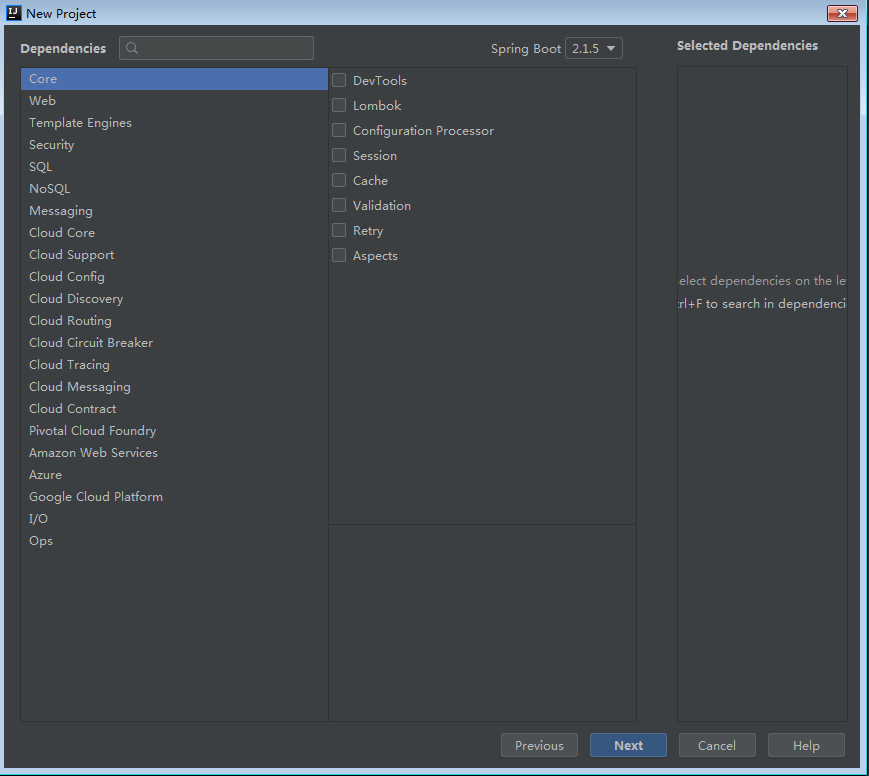 New Project
Dependencies
Spring Boot 2.1.5
Selected Dependencies
Core
Web
Template Engines
Security
SQL
NoSQL
Messaging
Cloud Core
Cloud Support
Cloud Config
Cloud Discovery
Cloud Routing
Cloud Circuit Breaker
Cloud Tracing
Cloud Messaging
Cloud Contract
Pivotal Cloud Foundry
Amazon Web Services
Azure
Google Cloud Platform
I/O
Ops
DevTools
Lombok
Configuration Processor
Session
Cache
Validation
Retry
Aspects
elect dependencies on the le
trl+F to search in dependenci
Previous
Next
Cancel
Help